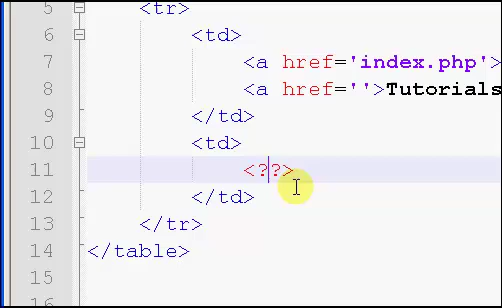 5 <tr>
6 <td>
7 <a href='index.php'>
8 <a href=''>Tutorials
9 </td>
10 <td>
11 <??>
12 </td>
13 </tr>
14 </table>
15
16